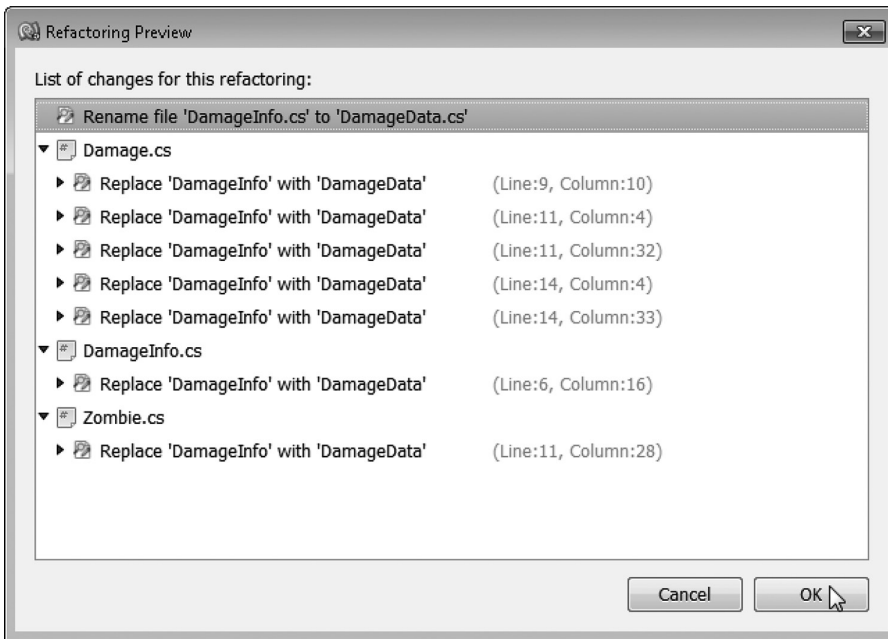 Refactoring Preview
List of changes for this refactoring:
Rename file 'DamageInfo.cs' to 'DamageData.cs'
Damage.cs
Replace 'DamageInfo' with 'DamageData' (Line:9, Column:10)
Replace 'DamageInfo' with 'DamageData' (Line:11, Column:4)
Replace 'DamageInfo' with 'DamageData' (Line:11, Column:32)
Replace 'DamageInfo' with 'DamageData' (Line:14, Column:4)
Replace 'DamageInfo' with 'DamageData' (Line:14, Column:33)
DamageInfo.cs
Replace 'DamageInfo' with 'DamageData' (Line:6, Column:16)
Zombie.cs
Replace 'DamageInfo' with 'DamageData' (Line:11, Column:28)
Cancel OK